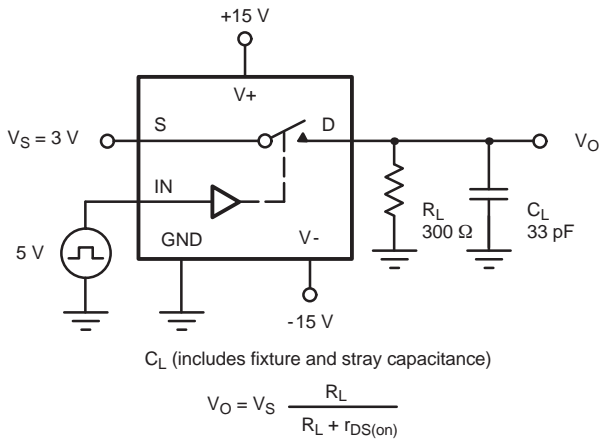 +15 V
V+
V_S = 3 V
S
D
V_O
IN
R_L
300 Ω
C_L
33 pF
5 V
GND
V-
-15 V
C_L (includes fixture and stray capacitance)
V_O = V_S R_L
R_L + r_DS(on)